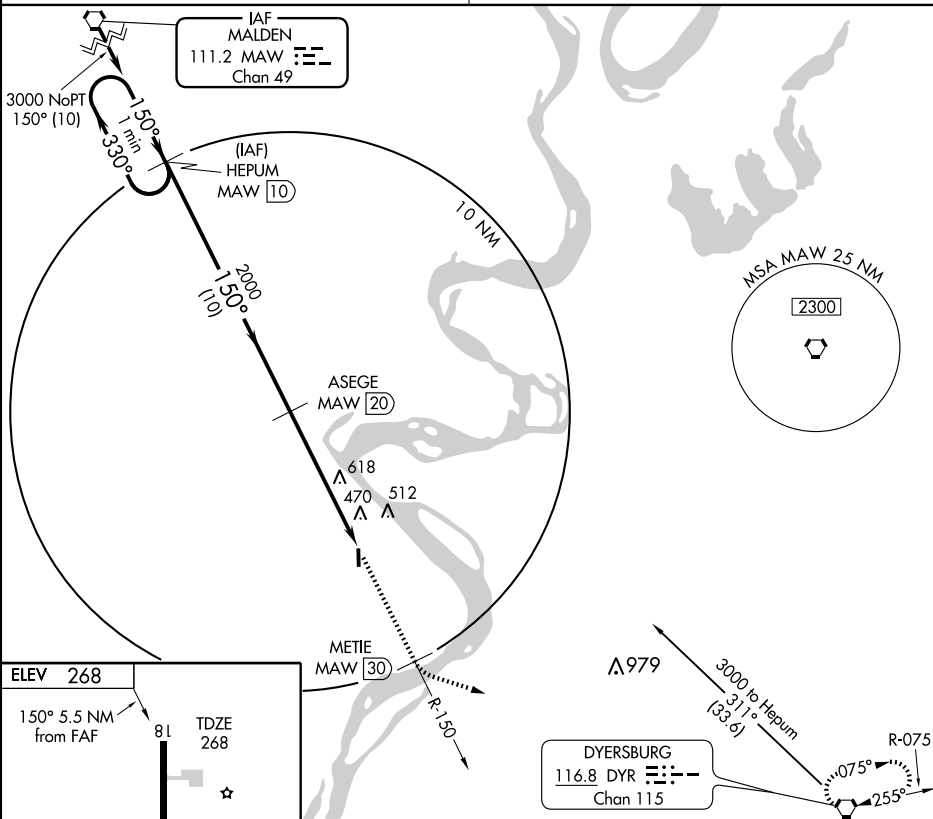 IAF
MALDEN
111.2 MAW
Chan 49
3000 NoPT
150° (10)
150°
1 min
330°
(IAF)
HEPUM
MAW 10
10 NM
2000
150°
(10)
MSA MAW 25 NM
2300
ASEGE
MAW 20
618
470
512
METIE
MAW 30
R-150
979
3000 to Hepum
311°
(33.6)
R-075
075°
255°
DYERSBURG
116.8 DYR
Chan 115
ELEV 268
150° 5.5 NM
from FAF
18
TDZE
268